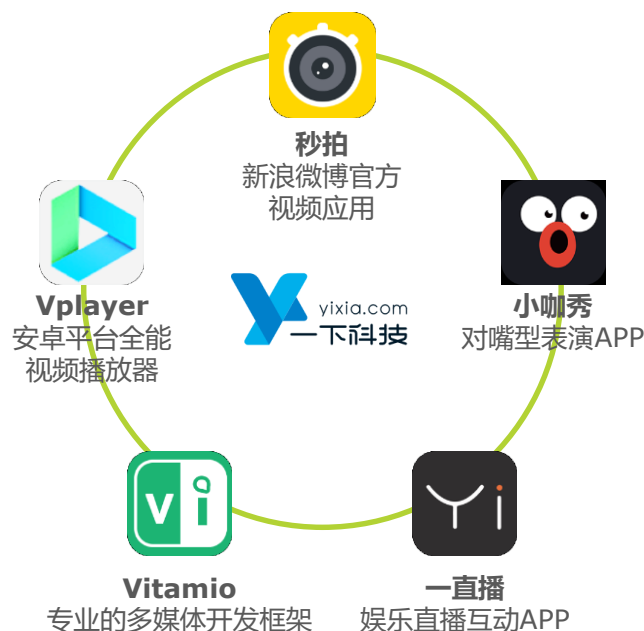 秒拍
新浪微博官方
视频应用
Vplayer
安卓平台全能
视频播放器
yixia.com
一下科技
小咖秀
对嘴型表演APP
Vi
Vitamio
专业的多媒体开发框架
Yi
一直播
娱乐直播互动APP